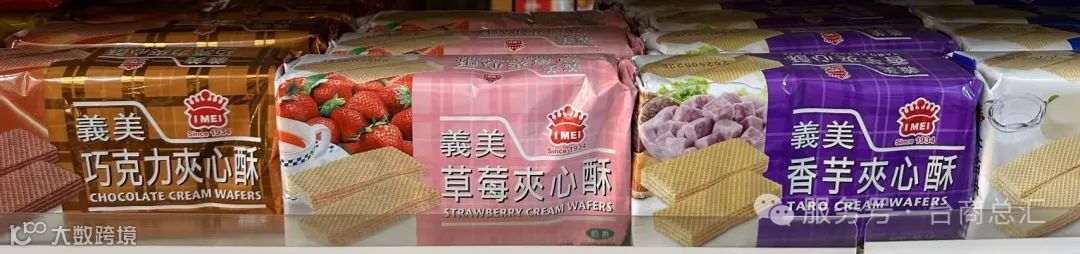 I MEI
Since 1934
義美
巧克力夾心酥
CHOCOLATE CREAM WAFERS
I MEI
Since 1934
義美
草莓夾心酥
STRAWBERRY CREAM WAFERS
I MEI
Since 1934
義美
香芋夾心酥
TARO CREAM WAFERS
大数跨境
服务号·台商总汇